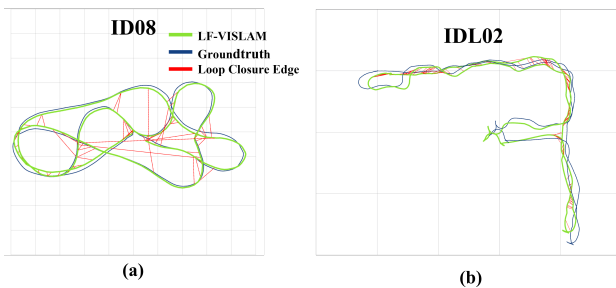 ID08
LF-VISLAM
Groundtruth
Loop Closure Edge
IDL02
(a)
(b)